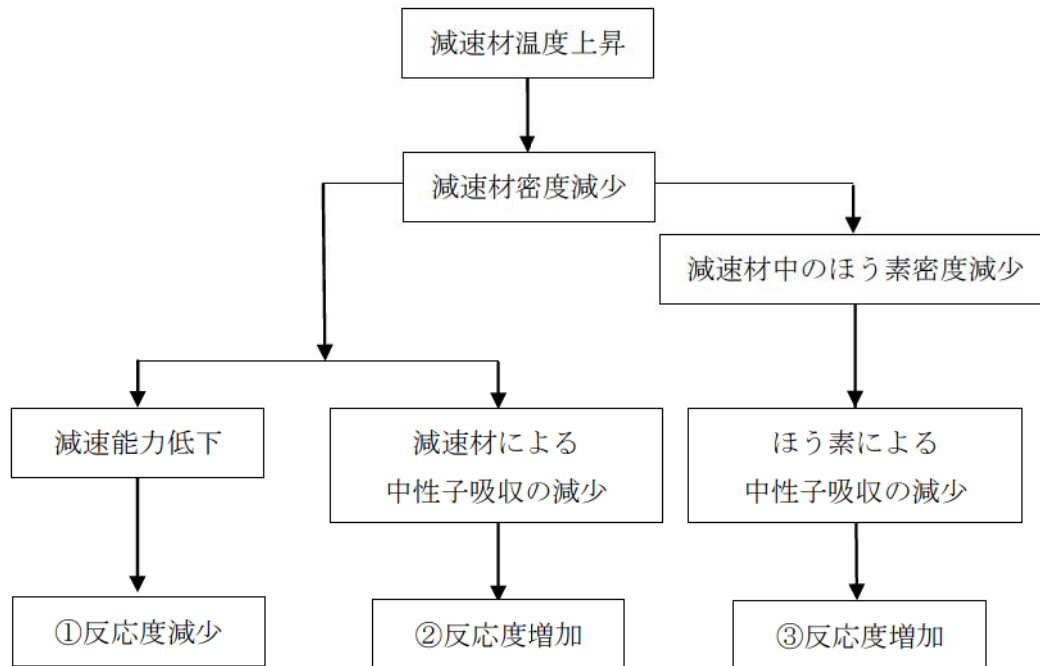 減速材温度上昇
減速材密度減少
減速材中のほう素密度減少
減速能力低下
減速材による
中性子吸収の減少
ほう素による
中性子吸収の減少
①反応度減少
②反応度増加
③反応度増加